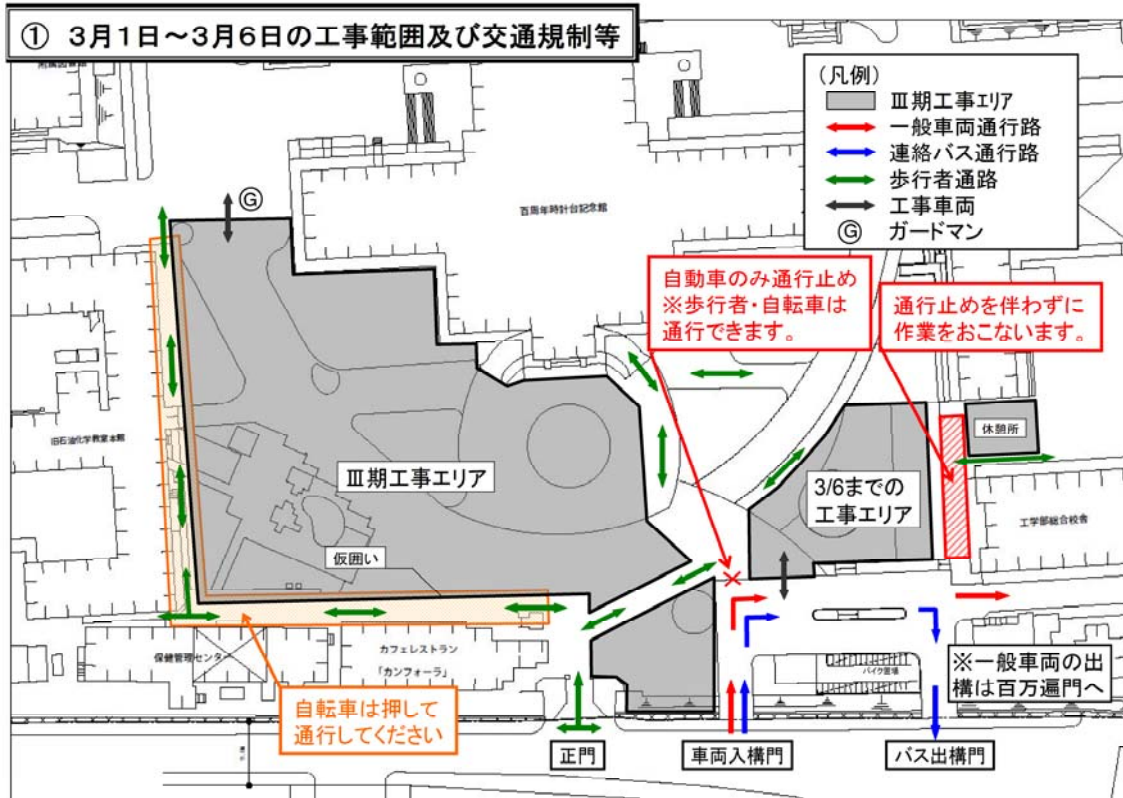 ① 3月1日～3月6日の工事範囲及び交通規制等
(凡例)
Ⅲ期工事エリア
一般車両通行路
連絡バス通行路
歩行者通路
工事車両
Ⓖ ガードマン
Ⓖ
百周年時計台記念館
自動車のみ通行止め
※歩行者・自転車は
通行できます。
通行止めを伴わずに
作業をおこないます。
休憩所
旧石油化学教室本館
Ⅲ期工事エリア
3/6までの
工事エリア
工学部総合校舎
仮囲い
保健管理センター
カフェレストラン
「カンフォーラ」
バイク置場
※一般車両の出
構は百万遍門へ
自転車は押して
通行してください
正門
車両入構門
バス出構門